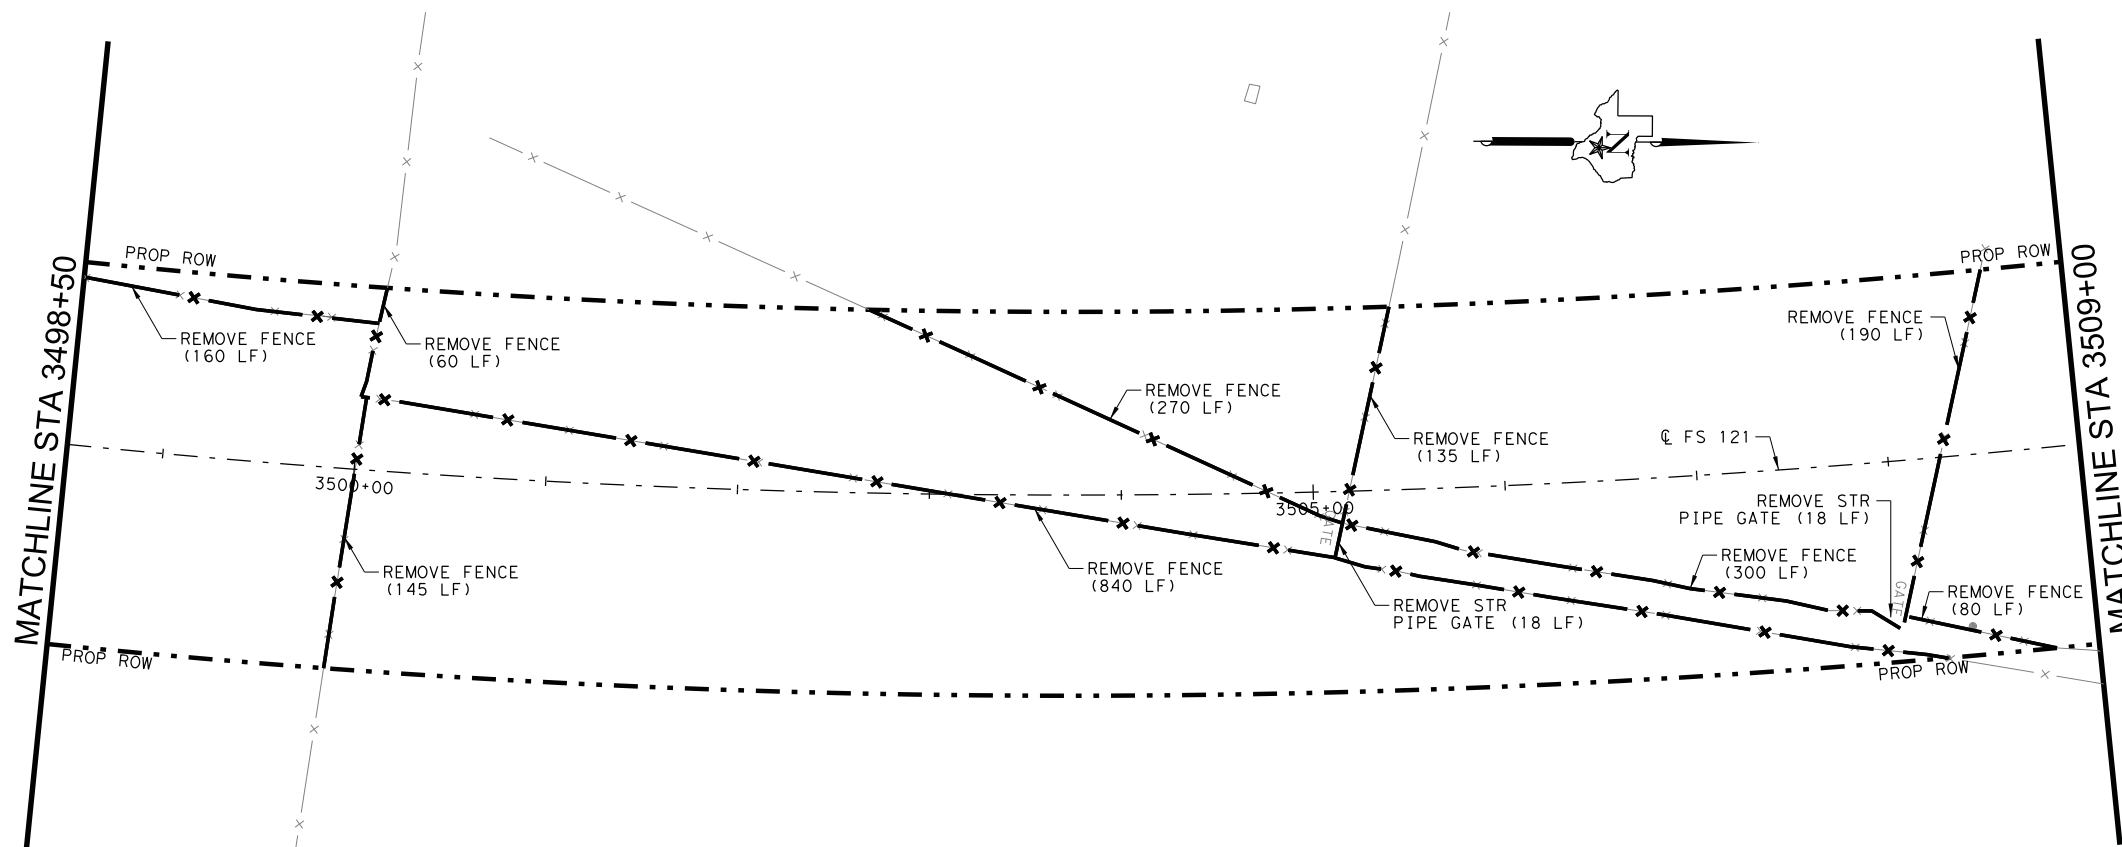 MATCHLINE STA 3498+50
PROP ROW
REMOVE FENCE
(160 LF)
REMOVE FENCE
(60 LF)
3500+00
REMOVE FENCE
(145 LF)
PROP ROW
REMOVE FENCE
(270 LF)
REMOVE FENCE
(840 LF)
3505+00
GATE
REMOVE FENCE
(135 LF)
REMOVE STR
PIPE GATE (18 LF)
N
PROP ROW
REMOVE FENCE
(190 LF)
℄ FS 121
REMOVE STR
PIPE GATE (18 LF)
REMOVE FENCE
(300 LF)
GATE
REMOVE FENCE
(80 LF)
PROP ROW
MATCHLINE STA 3509+00